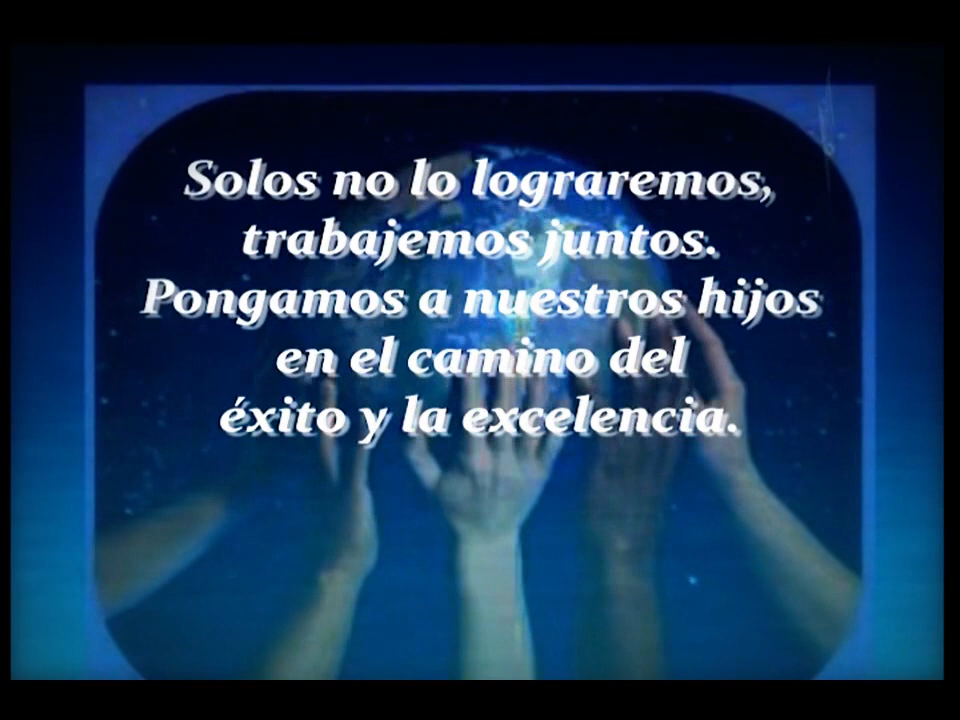 Solos no lo lograremos,
trabajemos juntos.
Pongamos a nuestros hijos
en el camino del
éxito y la excelencia.